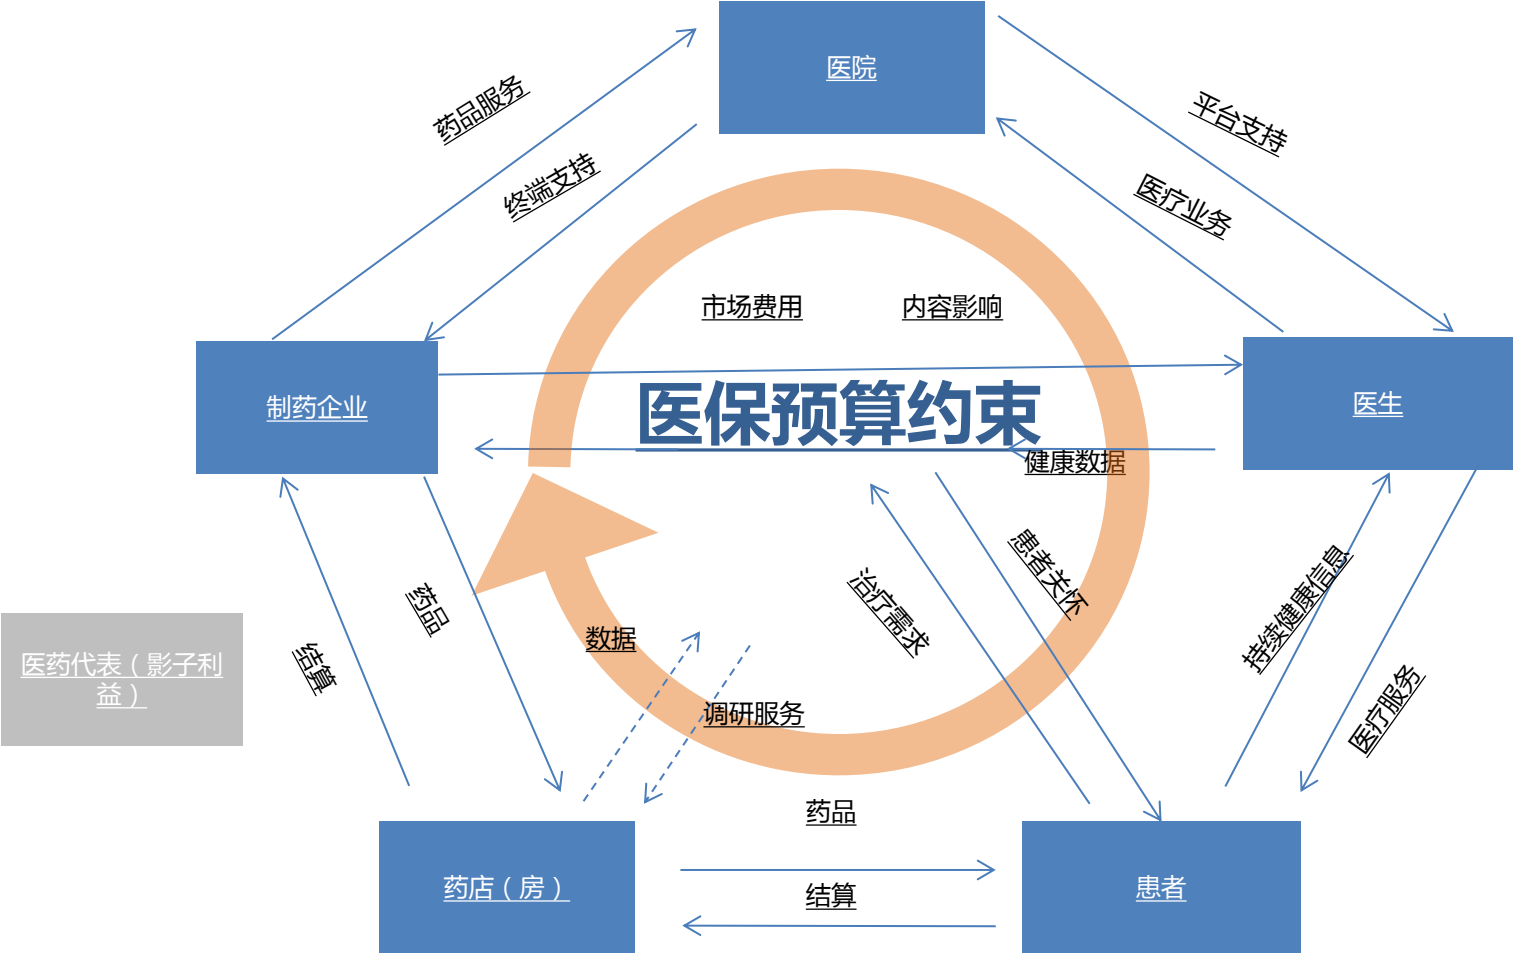 医院
药品服务
平台支持
终端支持
医疗业务
市场费用
内容影响
制药企业
医保预算约束
医生
健康数据
患者关怀
治疗需求
持续健康信息
药品
数据
结算
医药代表（影子利
益）
调研服务
医疗服务
药品
药店（房）
结算
患者